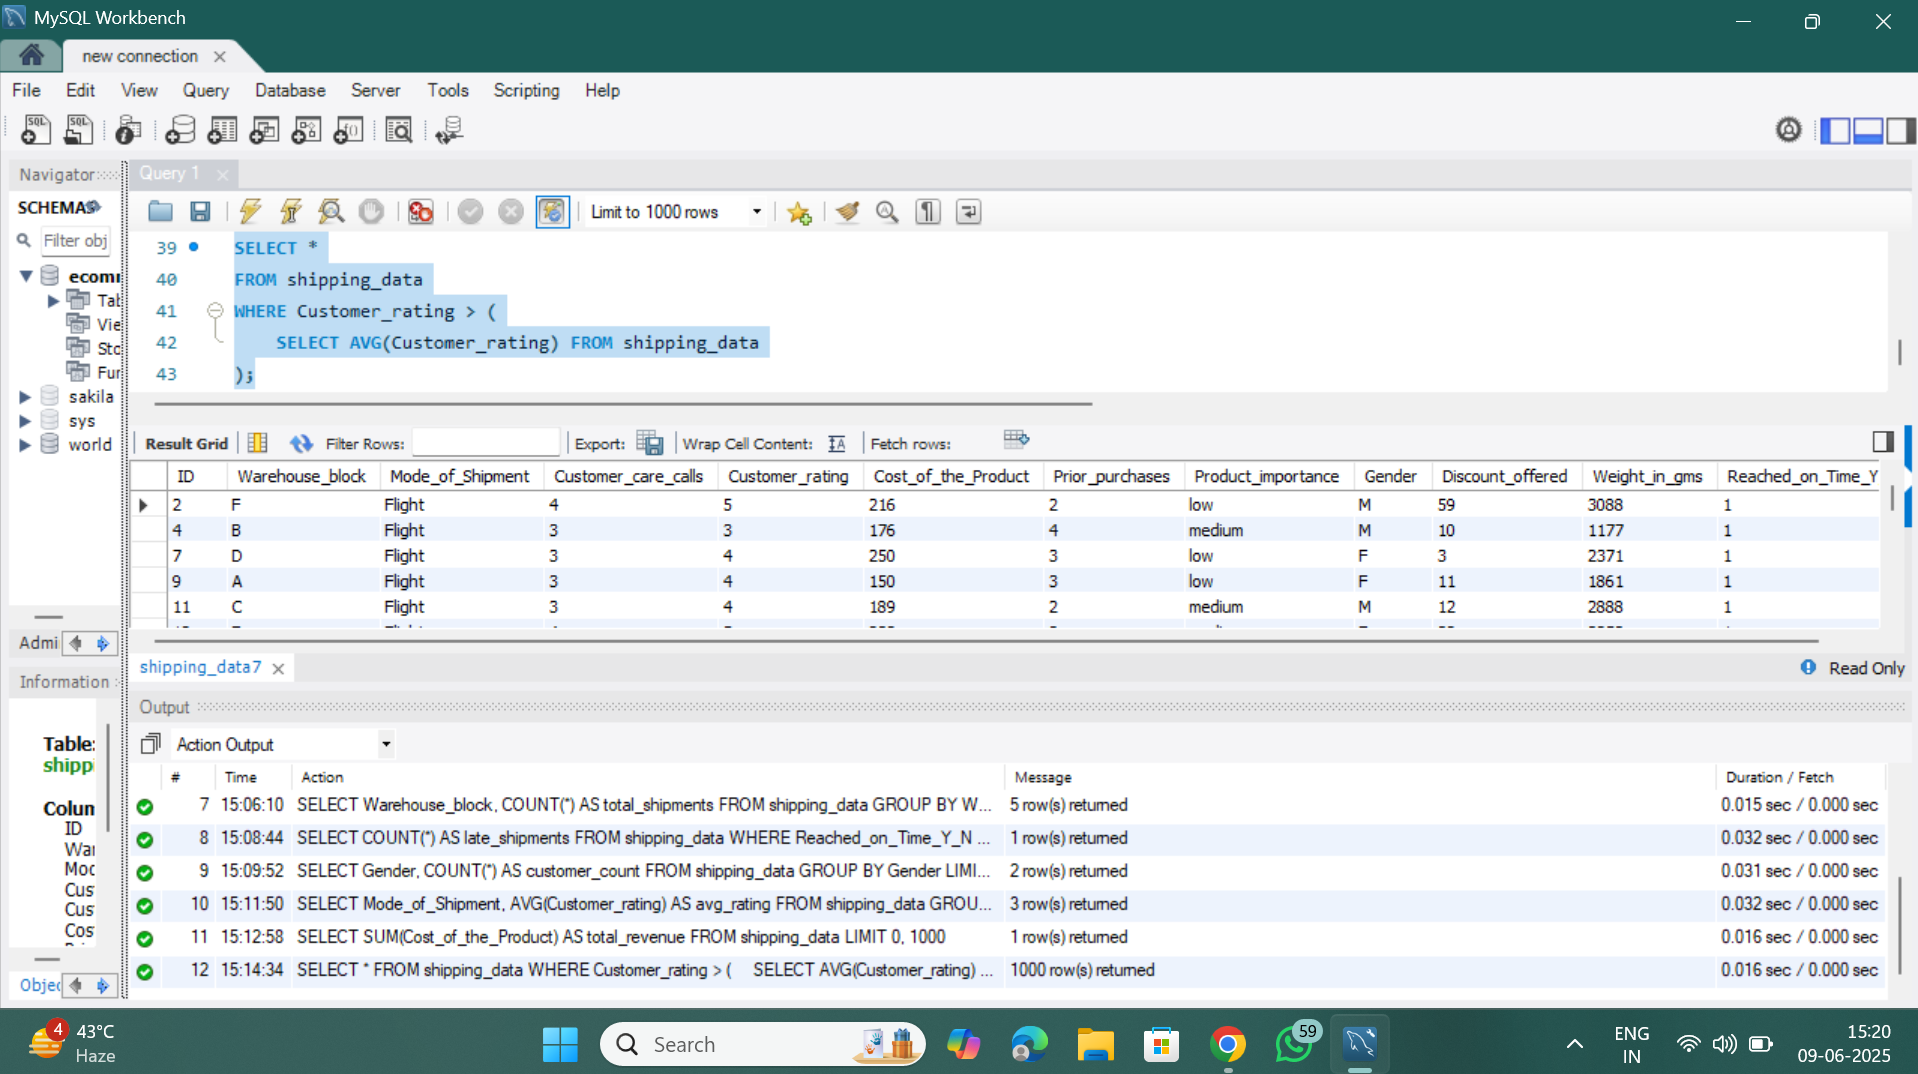 MySQL Workbench
new connection
File Edit View Query Database Server Tools Scripting Help
Navigator
Query 1
SCHEMAS
Limit to 1000 rows
Filter obj
39 SELECT *
40 FROM shipping_data
41 WHERE Customer_rating > (
42 SELECT AVG(Customer_rating) FROM shipping_data
43 );
ecomm
Tab
Vie
Sto
Fun
sakila
sys
world
Result Grid Filter Rows: Export: Wrap Cell Content: Fetch rows:
ID Warehouse_block Mode_of_Shipment Customer_care_calls Customer_rating Cost_of_the_Product Prior_purchases Product_importance Gender Discount_offered Weight_in_gms Reached_on_Time_Y
2 F Flight 4 5 216 2 low M 59 3088 1
4 B Flight 3 3 176 4 medium M 10 1177 1
7 D Flight 3 4 250 3 low F 3 2371 1
9 A Flight 3 4 150 3 low F 11 1861 1
11 C Flight 3 4 189 2 medium M 12 2888 1
Admi
shipping_data7
Read Only
Information
Output
Action Output
Table:
shippi
Colum
ID
War
Mod
Cus
Cus
Cos
# Time Action Message Duration / Fetch
7 15:06:10 SELECT Warehouse_block, COUNT(*) AS total_shipments FROM shipping_data GROUP BY W... 5 row(s) returned 0.015 sec / 0.000 sec
8 15:08:44 SELECT COUNT(*) AS late_shipments FROM shipping_data WHERE Reached_on_Time_Y_N ... 1 row(s) returned 0.032 sec / 0.000 sec
9 15:09:52 SELECT Gender, COUNT(*) AS customer_count FROM shipping_data GROUP BY Gender LIMI... 2 row(s) returned 0.031 sec / 0.000 sec
10 15:11:50 SELECT Mode_of_Shipment, AVG(Customer_rating) AS avg_rating FROM shipping_data GROU... 3 row(s) returned 0.032 sec / 0.000 sec
11 15:12:58 SELECT SUM(Cost_of_the_Product) AS total_revenue FROM shipping_data LIMIT 0, 1000 1 row(s) returned 0.016 sec / 0.000 sec
12 15:14:34 SELECT * FROM shipping_data WHERE Customer_rating > ( SELECT AVG(Customer_rating) ... 1000 row(s) returned 0.016 sec / 0.000 sec
Objec
4
43°C
Haze
Search
59
ENG
IN
15:20
09-06-2025